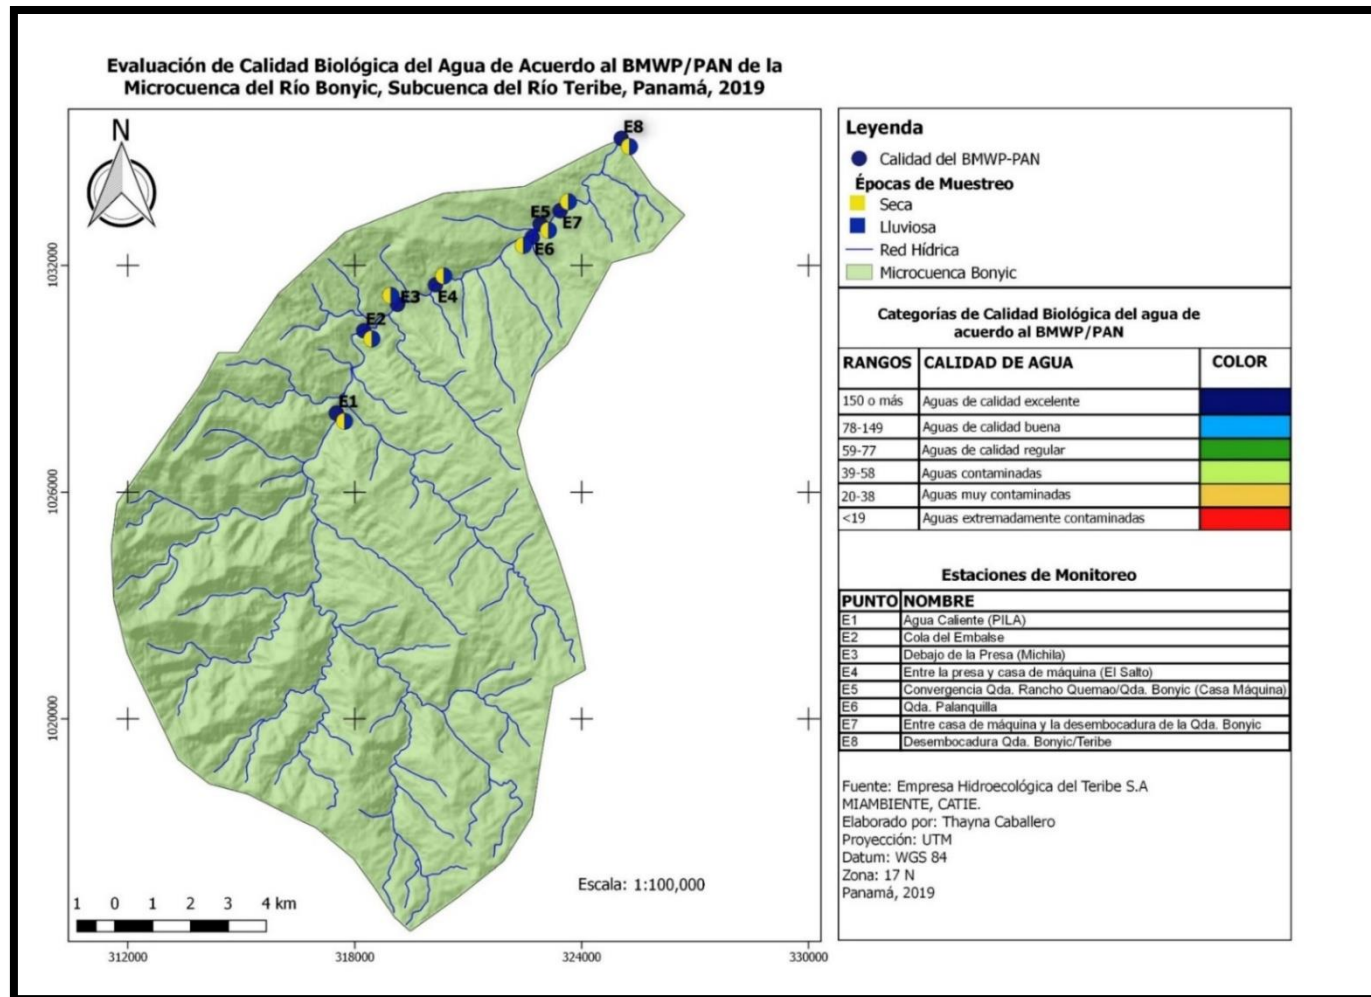 Evaluación de Calidad Biológica del Agua de Acuerdo al BMWP/PAN de la
Microcuenca del Río Bonyic, Subcuenca del Río Teribe, Panamá, 2019
N
E8
E5
E7
E6
E3
E4
E2
E1
1032000
1026000
1020000
312000
318000
324000
330000
Escala: 1:100,000
1 0 1 2 3 4 km
Leyenda
Calidad del BMWP-PAN
Épocas de Muestreo
Seca
Lluviosa
Red Hídrica
Microcuenca Bonyic
Categorías de Calidad Biológica del agua de
acuerdo al BMWP/PAN
RANGOS CALIDAD DE AGUA COLOR
150 o más Aguas de calidad excelente
78-149 Aguas de calidad buena
59-77 Aguas de calidad regular
39-58 Aguas contaminadas
20-38 Aguas muy contaminadas
<19 Aguas extremadamente contaminadas
Estaciones de Monitoreo
PUNTO NOMBRE
E1 Agua Caliente (PILA)
E2 Cola del Embalse
E3 Debajo de la Presa (Michila)
E4 Entre la presa y casa de máquina (El Salto)
E5 Convergencia Qda. Rancho Quemao/Qda. Bonyic (Casa Máquina)
E6 Qda. Palanquilla
E7 Entre casa de máquina y la desembocadura de la Qda. Bonyic
E8 Desembocadura Qda. Bonyic/Teribe
Fuente: Empresa Hidroecológica del Teribe S.A
MIAMBIENTE, CATIE.
Elaborado por: Thayna Caballero
Proyección: UTM
Datum: WGS 84
Zona: 17 N
Panamá, 2019